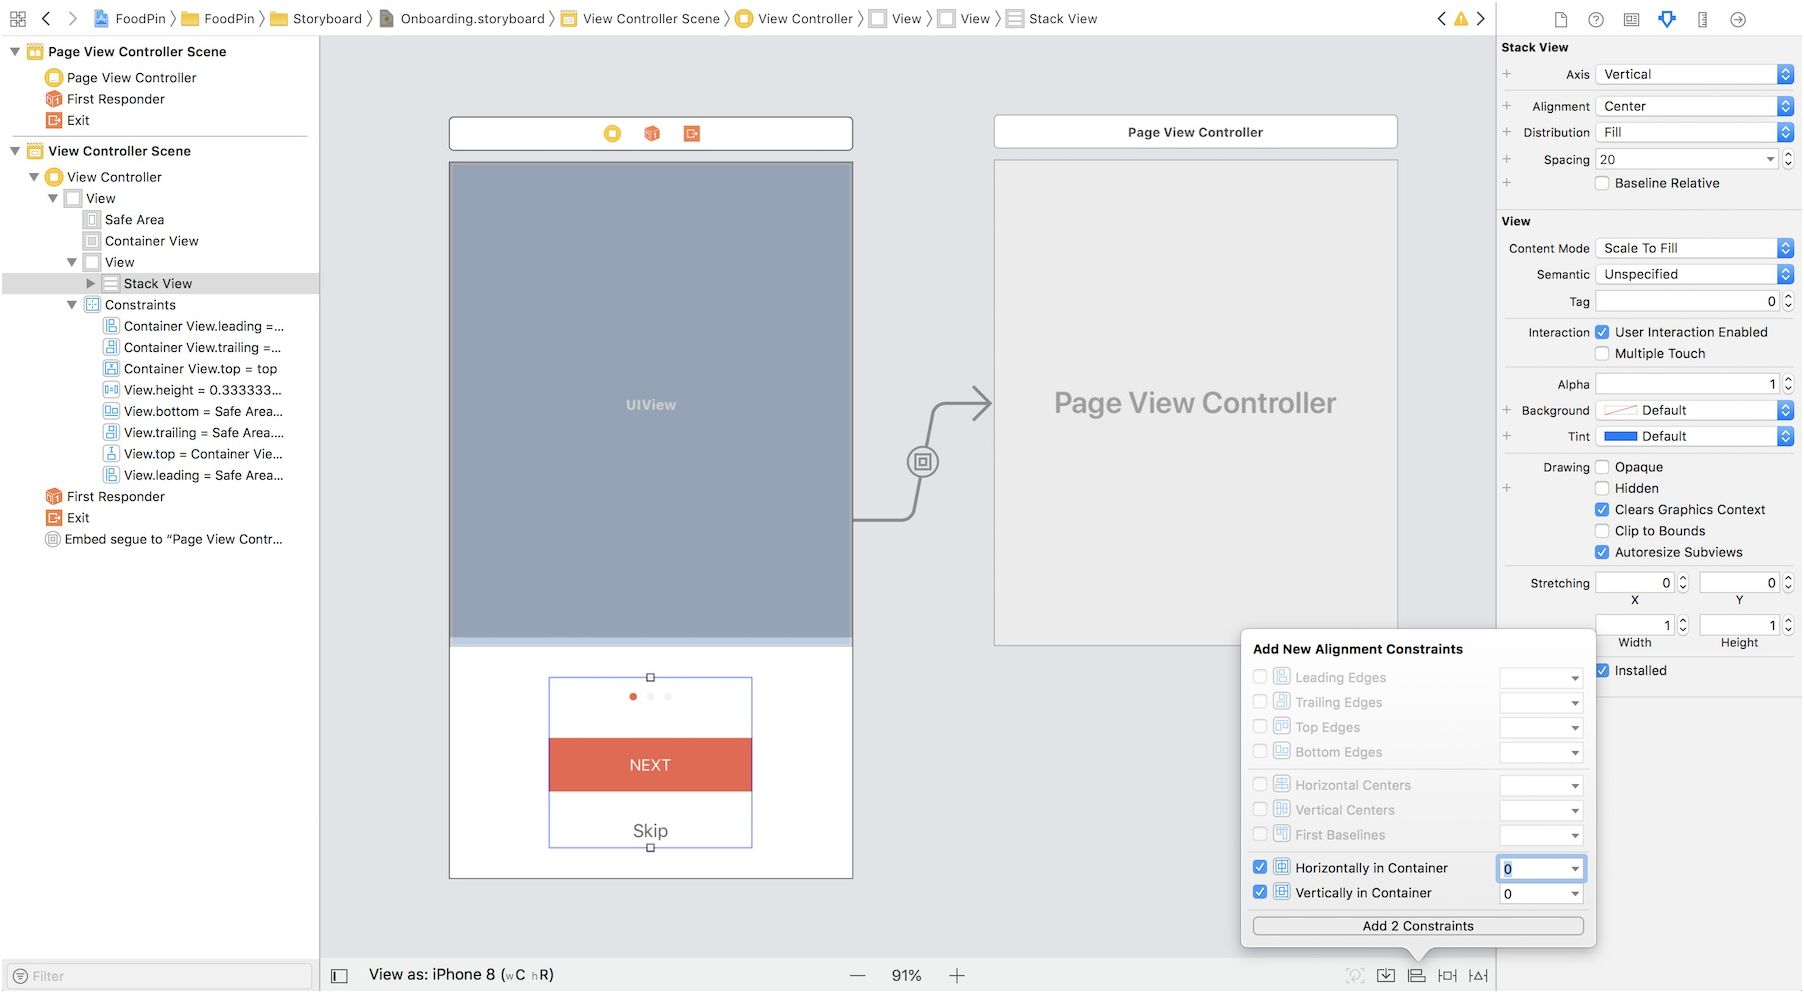 FoodPin
FoodPin
Storyboard
Onboarding.storyboard
View Controller Scene
View Controller
View
View
Stack View
Page View Controller Scene
Page View Controller
First Responder
Exit
View Controller Scene
View Controller
View
Safe Area
Container View
View
Stack View
Constraints
Container View.leading =...
Container View.trailing =...
Container View.top = top
View.height = 0.333333...
View.bottom = Safe Area...
View.trailing = Safe Area....
View.top = Container Vie...
View.leading = Safe Area...
First Responder
Exit
Embed segue to “Page View Contr...
Filter
UIView
NEXT
Skip
Page View Controller
Page View Controller
View as: iPhone 8 (wC hR)
91%
Add New Alignment Constraints
Leading Edges
Trailing Edges
Top Edges
Bottom Edges
Horizontal Centers
Vertical Centers
First Baselines
Horizontally in Container 0
Vertically in Container 0
Add 2 Constraints
Stack View
Axis Vertical
Alignment Center
Distribution Fill
Spacing 20
Baseline Relative
View
Content Mode Scale To Fill
Semantic Unspecified
Tag 0
Interaction User Interaction Enabled
Multiple Touch
Alpha 1
Background Default
Tint Default
Drawing Opaque
Hidden
Clears Graphics Context
Clip to Bounds
Autoresize Subviews
Stretching 0 0
X Y
1 1
Width Height
Installed